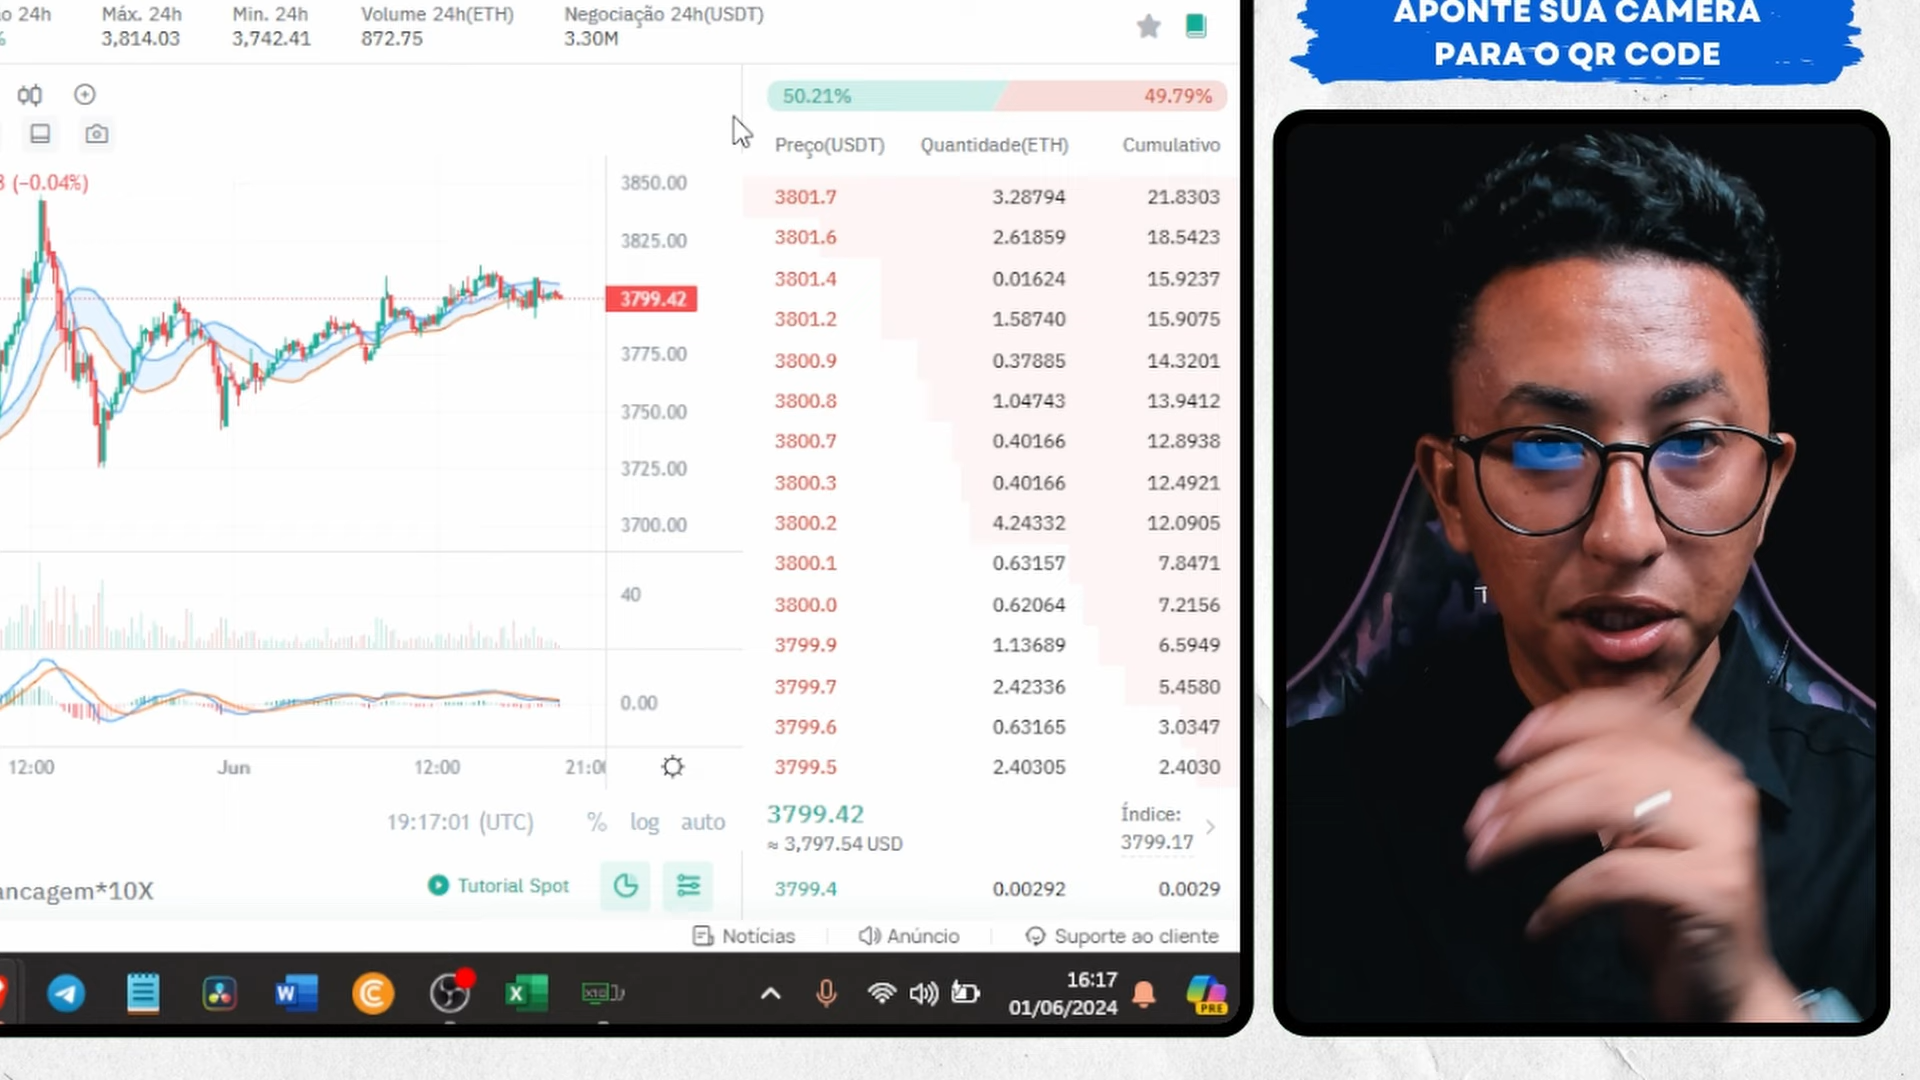 o 24h
Máx. 24h
Min. 24h
Volume 24h(ETH)
Negociação 24h(USDT)
%
3,814.03
3,742.41
872.75
3.30M
APONTE SUA CÂMERA
PARA O QR CODE
50.21%
49.79%
Preço(USDT)
Quantidade(ETH)
Cumulativo
3 (−0.04%)
3850.00
3825.00
3799.42
3775.00
3750.00
3725.00
3700.00
40
0.00
3801.7 3.28794 21.8303
3801.6 2.61859 18.5423
3801.4 0.01624 15.9237
3801.2 1.58740 15.9075
3800.9 0.37885 14.3201
3800.8 1.04743 13.9412
3800.7 0.40166 12.8938
3800.3 0.40166 12.4921
3800.2 4.24332 12.0905
3800.1 0.63157 7.8471
3800.0 0.62064 7.2156
3799.9 1.13689 6.5949
3799.7 2.42336 5.4580
3799.6 0.63165 3.0347
3799.5 2.40305 2.4030
12:00
Jun
12:00
21:0
19:17:01 (UTC)
%
log
auto
3799.42
≈ 3,797.54 USD
Índice:
3799.17
ancagem*10X
Tutorial Spot
3799.4 0.00292 0.0029
Notícias
Anúncio
Suporte ao cliente
16:17
01/06/2024
PRE